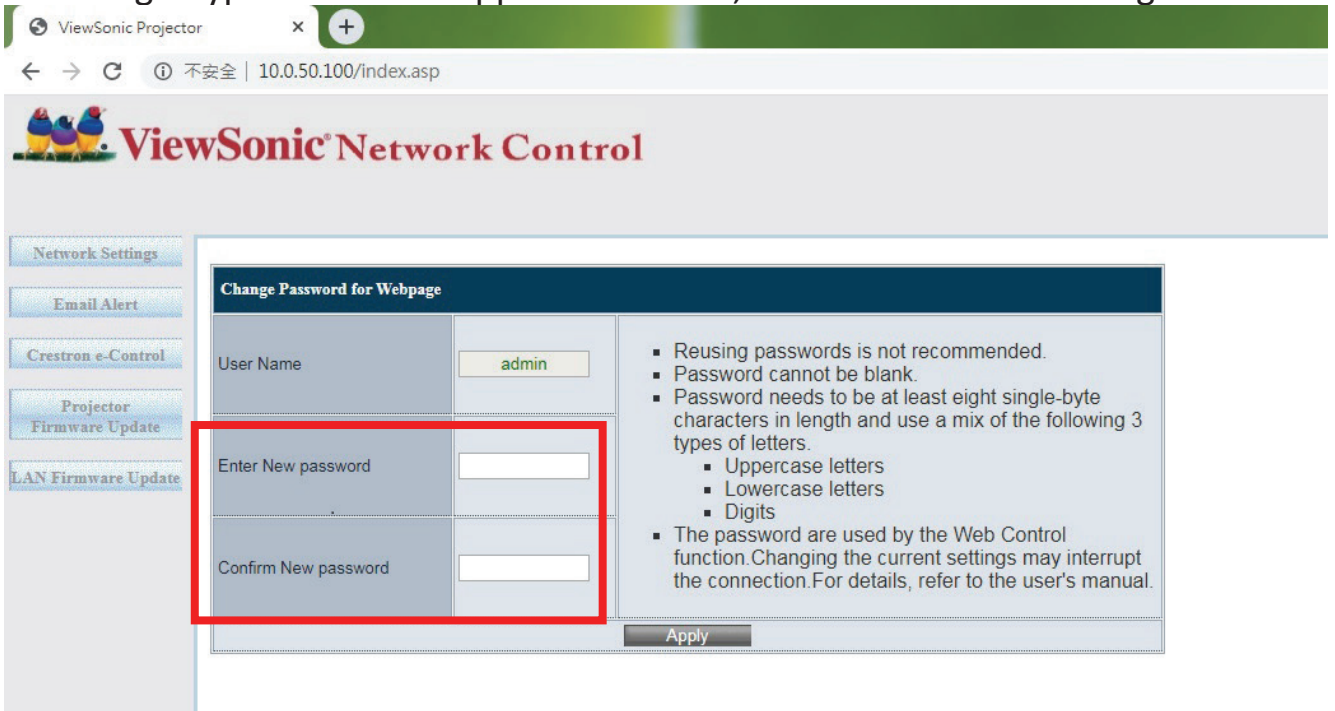 ViewSonic Projector
不安全 | 10.0.50.100/index.asp
ViewSonic® Network Control
Network Settings
Email Alert
Crestron e-Control
Projector
Firmware Update
LAN Firmware Update
Change Password for Webpage
User Name
admin
Enter New password
.
Confirm New password
Reusing passwords is not recommended.
Password cannot be blank.
Password needs to be at least eight single-byte
characters in length and use a mix of the following 3
types of letters.
Uppercase letters
Lowercase letters
Digits
The password are used by the Web Control
function.Changing the current settings may interrupt
the connection.For details, refer to the user's manual.
Apply